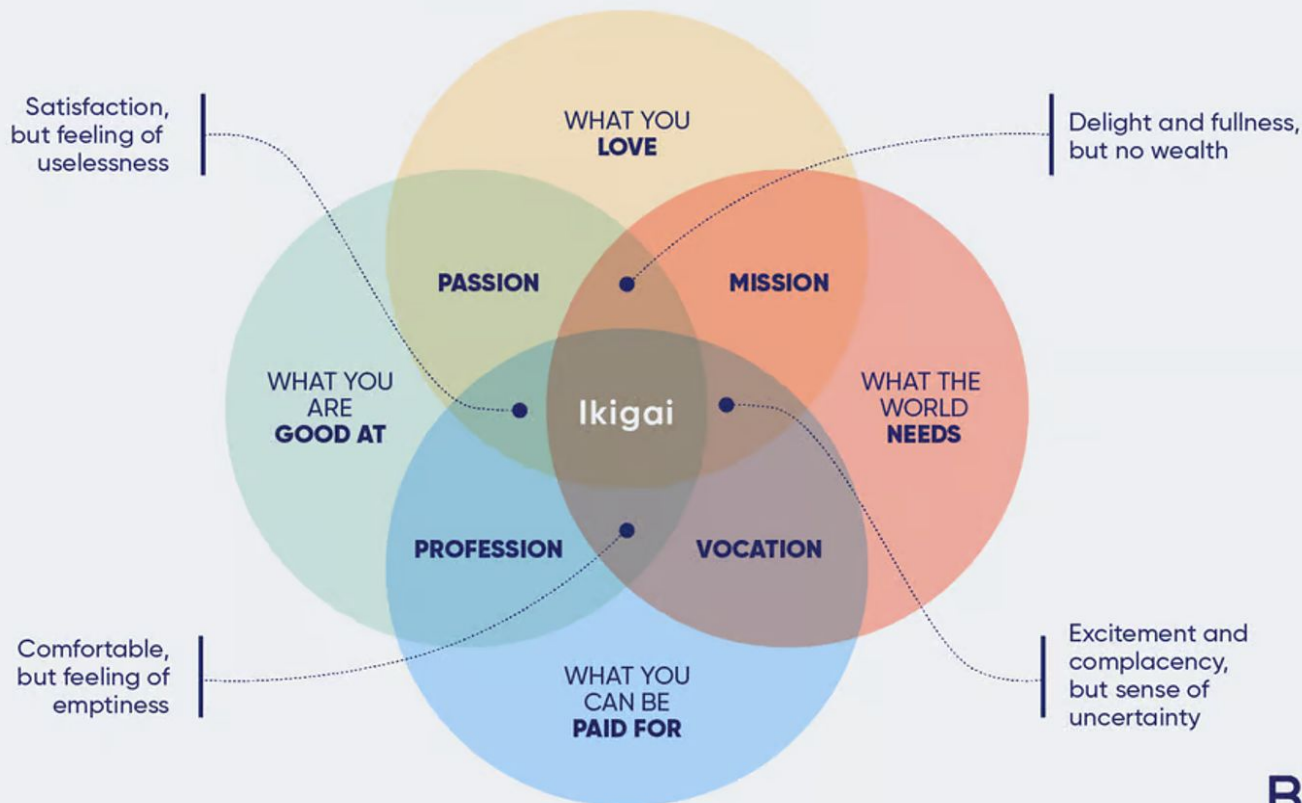 WHAT YOU
LOVE
Satisfaction,
but feeling of
uselessness
Delight and fullness,
but no wealth
PASSION
MISSION
WHAT YOU
ARE
GOOD AT
Ikigai
WHAT THE
WORLD
NEEDS
PROFESSION
VOCATION
Comfortable,
but feeling of
emptiness
WHAT YOU
CAN BE
PAID FOR
Excitement and
complacency,
but sense of
uncertainty
B